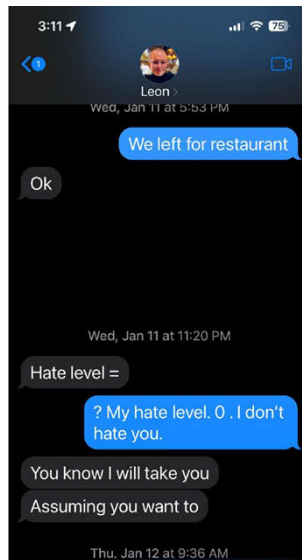 3:11
75
1
Leon
Wed, Jan 11 at 5:53 PM
We left for restaurant
Ok
Wed, Jan 11 at 11:20 PM
Hate level =
? My hate level. 0 . I don't
hate you.
You know I will take you
Assuming you want to
Thu, Jan 12 at 9:36 AM